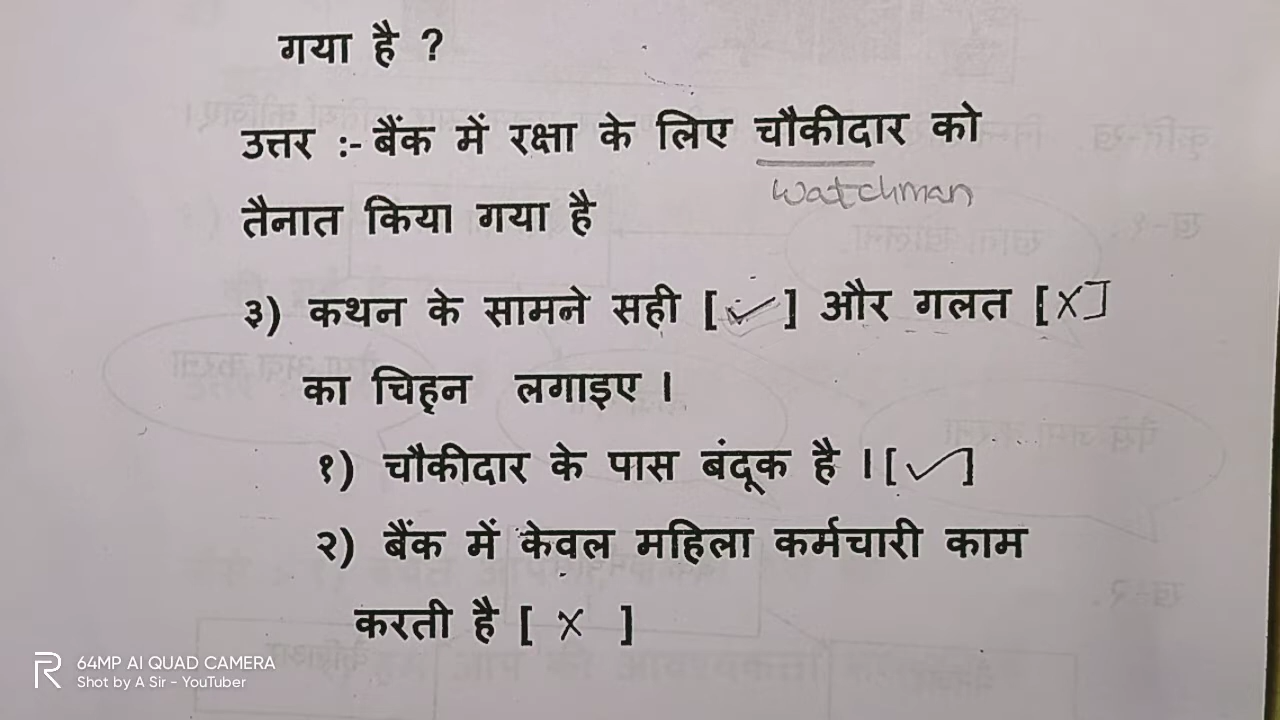 गया है ?
उत्तर :- बैंक में रक्षा के लिए चौकीदार को
watchman
तैनात किया गया है
३) कथन के सामने सही [✓] और गलत [X]
का चिह्न लगाइए ।
१) चौकीदार के पास बंदूक है ।[✓]
२) बैंक में केवल महिला कर्मचारी काम
करती है [ X ]
64MP AI QUAD CAMERA
Shot by A Sir - YouTuber